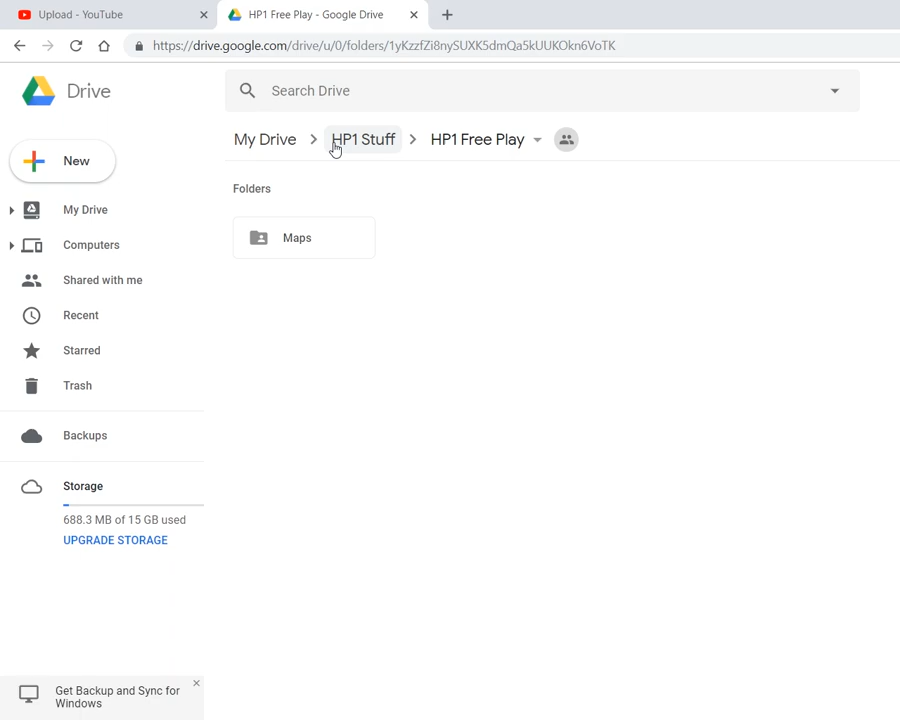 Upload - YouTube
HP1 Free Play - Google Drive
https://drive.google.com/drive/u/0/folders/1yKzzfZi8nySUXK5dmQa5kUUKOkn6VoTK
Drive
Search Drive
My Drive > HP1 Stuff > HP1 Free Play
New
Folders
My Drive
Maps
Computers
Shared with me
Recent
Starred
Trash
Backups
Storage
688.3 MB of 15 GB used
UPGRADE STORAGE
Get Backup and Sync for
Windows